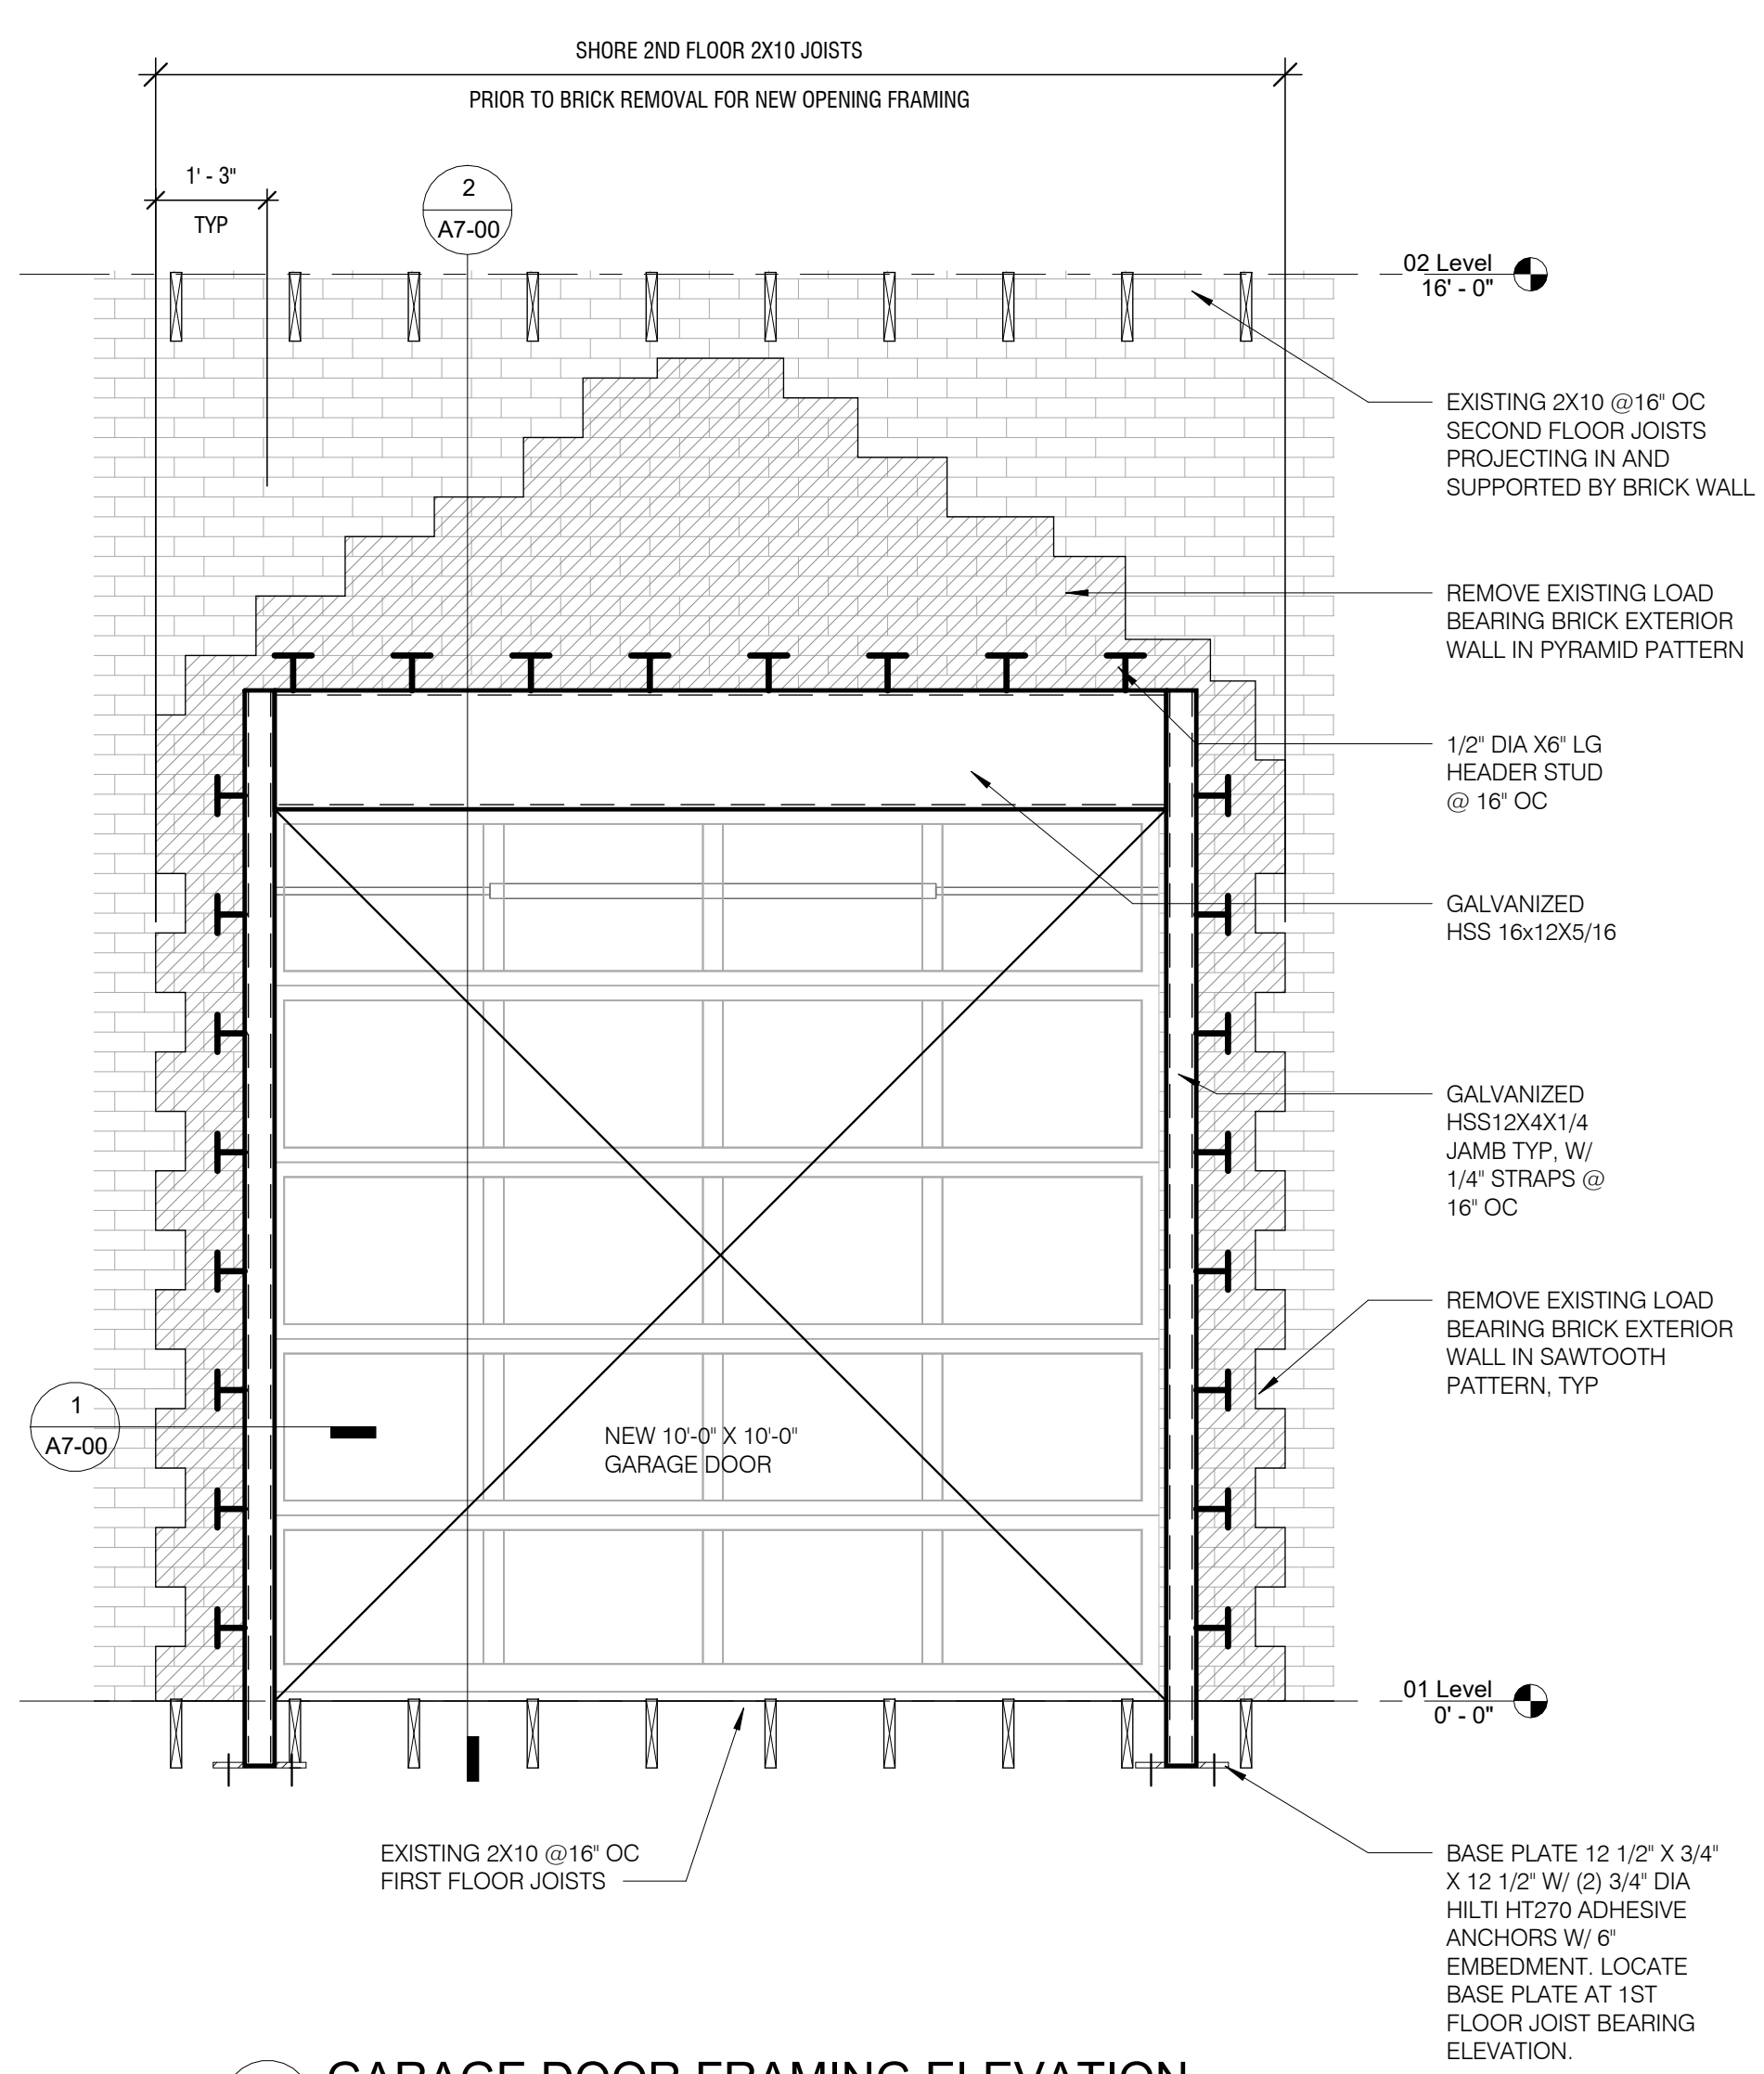 SHORE 2ND FLOOR 2X10 JOISTS
PRIOR TO BRICK REMOVAL FOR NEW OPENING FRAMING
1' - 3"
TYP
2
A7-00
02 Level
16' - 0"
EXISTING 2X10 @16" OC
SECOND FLOOR JOISTS
PROJECTING IN AND
SUPPORTED BY BRICK WALL
REMOVE EXISTING LOAD
BEARING BRICK EXTERIOR
WALL IN PYRAMID PATTERN
1/2" DIA X6" LG
HEADER STUD
@ 16" OC
GALVANIZED
HSS 16x12X5/16
GALVANIZED
HSS12X4X1/4
JAMB TYP, W/
1/4" STRAPS @
16" OC
REMOVE EXISTING LOAD
BEARING BRICK EXTERIOR
WALL IN SAWTOOTH
PATTERN, TYP
1
A7-00
NEW 10'-0" X 10'-0"
GARAGE DOOR
01 Level
0' - 0"
EXISTING 2X10 @16" OC
FIRST FLOOR JOISTS
BASE PLATE 12 1/2" X 3/4"
X 12 1/2" W/ (2) 3/4" DIA
HILTI HT270 ADHESIVE
ANCHORS W/ 6"
EMBEDMENT. LOCATE
BASE PLATE AT 1ST
FLOOR JOIST BEARING
ELEVATION.
GARAGE DOOR FRAMING ELEVATION